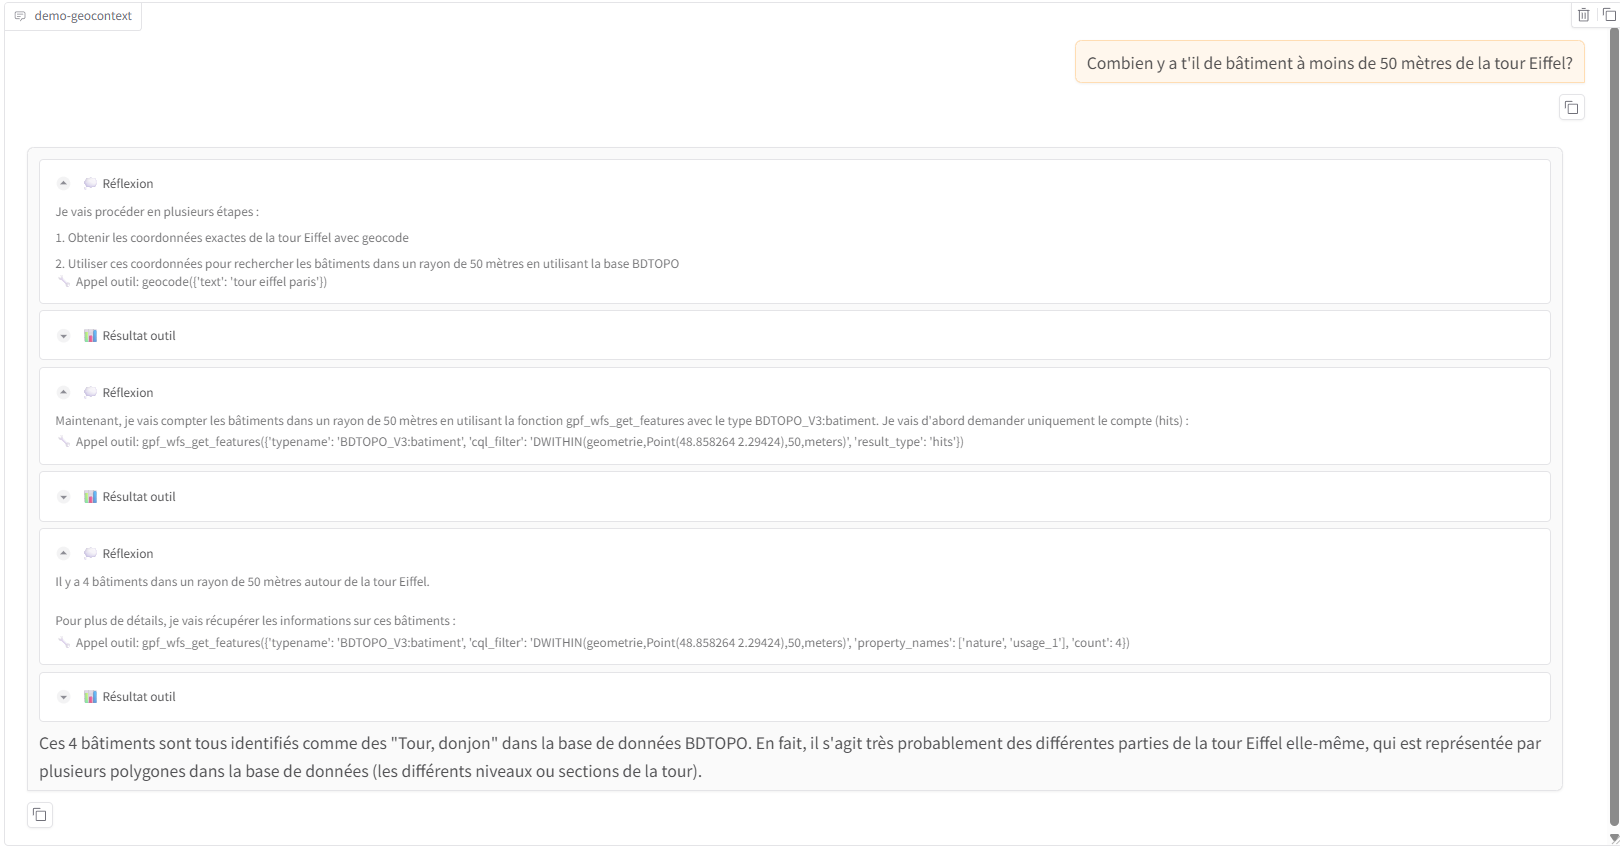 demo-geocontext
Combien y a t'il de bâtiment à moins de 50 mètres de la tour Eiffel?
Réflexion
Je vais procéder en plusieurs étapes :
1. Obtenir les coordonnées exactes de la tour Eiffel avec geocode
2. Utiliser ces coordonnées pour rechercher les bâtiments dans un rayon de 50 mètres en utilisant la base BDTOPO
Appel outil: geocode({'text': 'tour eiffel paris'})
Résultat outil
Réflexion
Maintenant, je vais compter les bâtiments dans un rayon de 50 mètres en utilisant la fonction gpf_wfs_get_features avec le type BDTOPO_V3:batiment. Je vais d'abord demander uniquement le compte (hits) :
Appel outil: gpf_wfs_get_features({'typename': 'BDTOPO_V3:batiment', 'cql_filter': 'DWITHIN(geometrie,Point(48.858264 2.29424),50,meters)', 'result_type': 'hits'})
Résultat outil
Réflexion
Il y a 4 bâtiments dans un rayon de 50 mètres autour de la tour Eiffel.
Pour plus de détails, je vais récupérer les informations sur ces bâtiments :
Appel outil: gpf_wfs_get_features({'typename': 'BDTOPO_V3:batiment', 'cql_filter': 'DWITHIN(geometrie,Point(48.858264 2.29424),50,meters)', 'property_names': ['nature', 'usage_1'], 'count': 4})
Résultat outil
Ces 4 bâtiments sont tous identifiés comme des "Tour, donjon" dans la base de données BDTOPO. En fait, il s'agit très probablement des différentes parties de la tour Eiffel elle-même, qui est représentée par
plusieurs polygones dans la base de données (les différents niveaux ou sections de la tour).